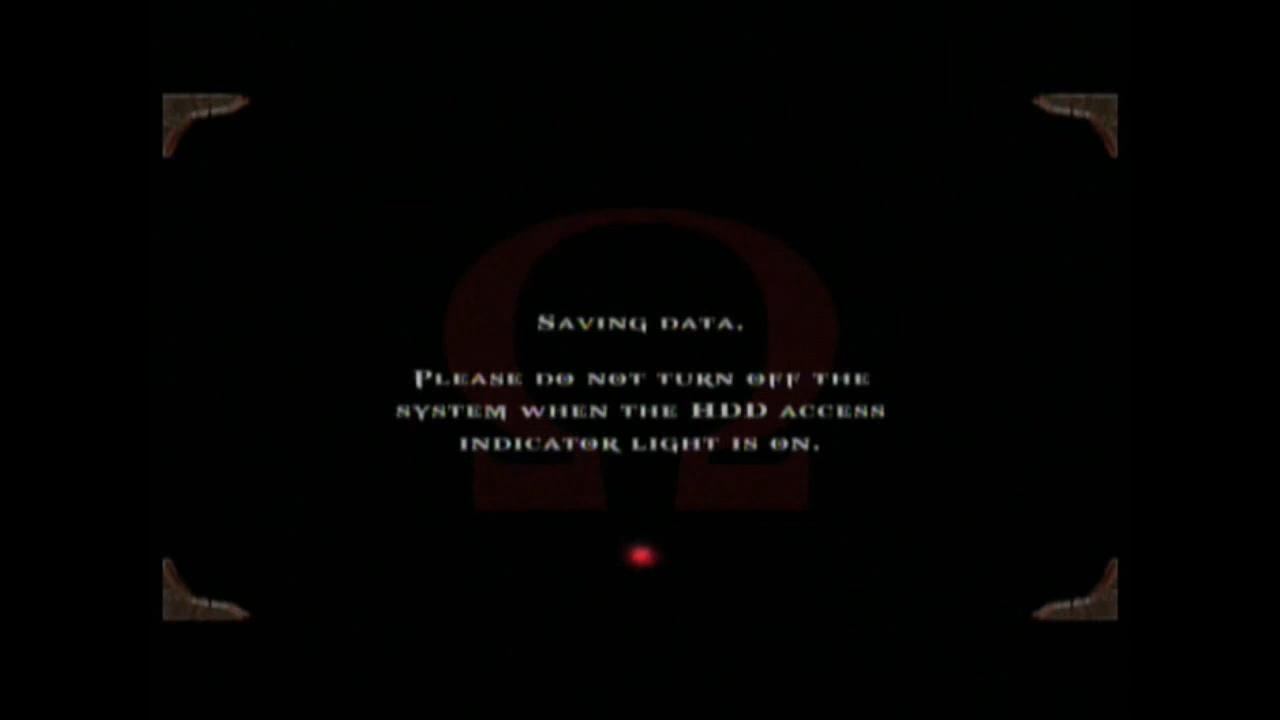 Saving data.
Please do not turn off the
system when the HDD access
indicator light is on.